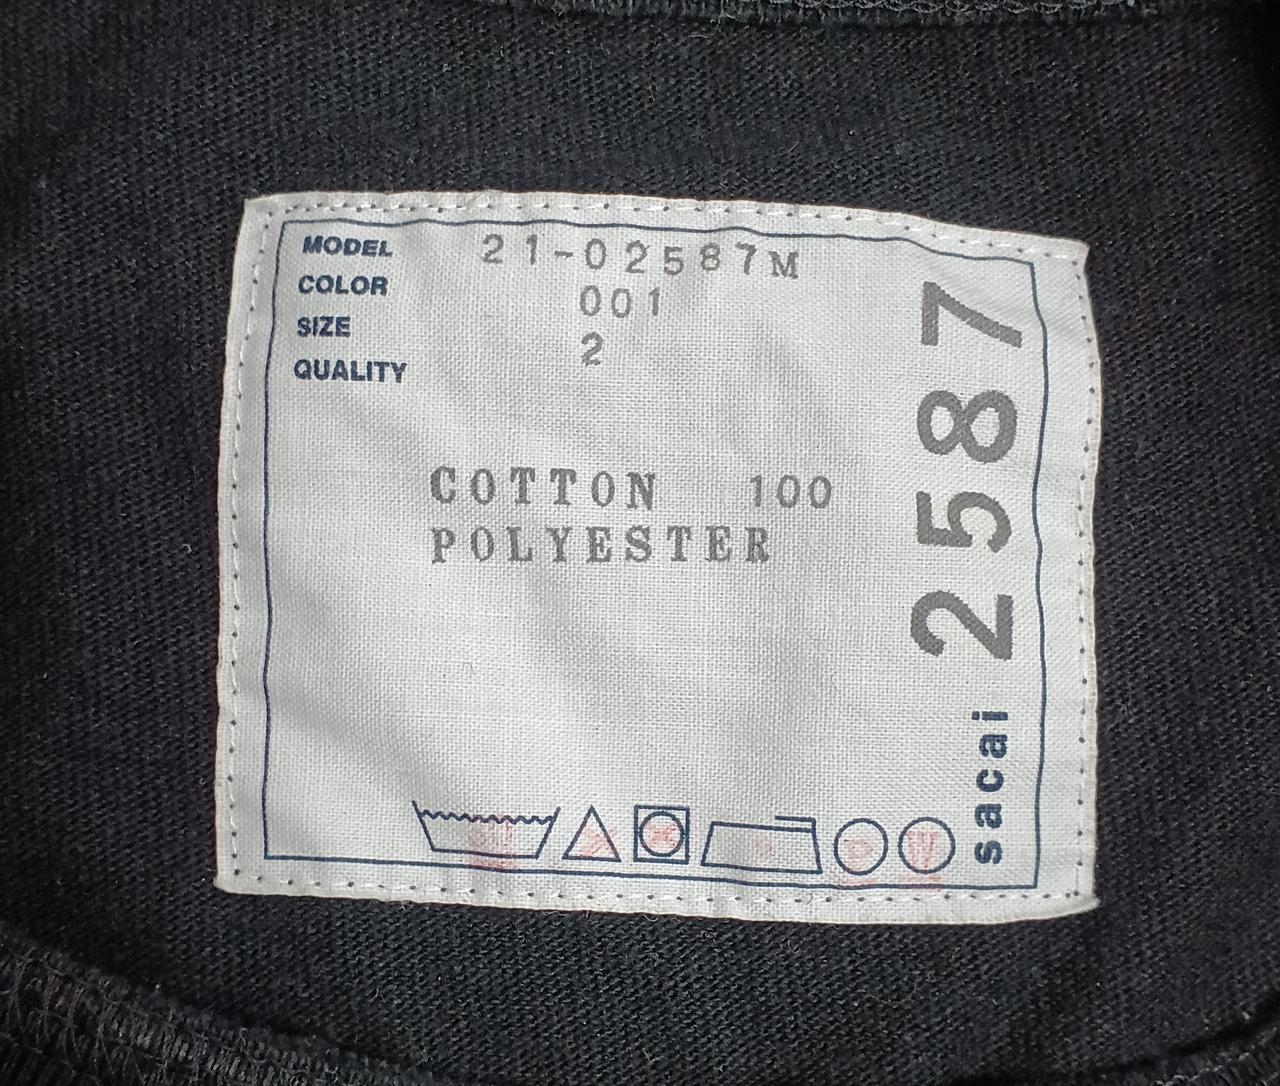 MODEL 21-02587M
COLOR 001
SIZE 2
QUALITY
COTTON 100
POLYESTER
sacai 2587